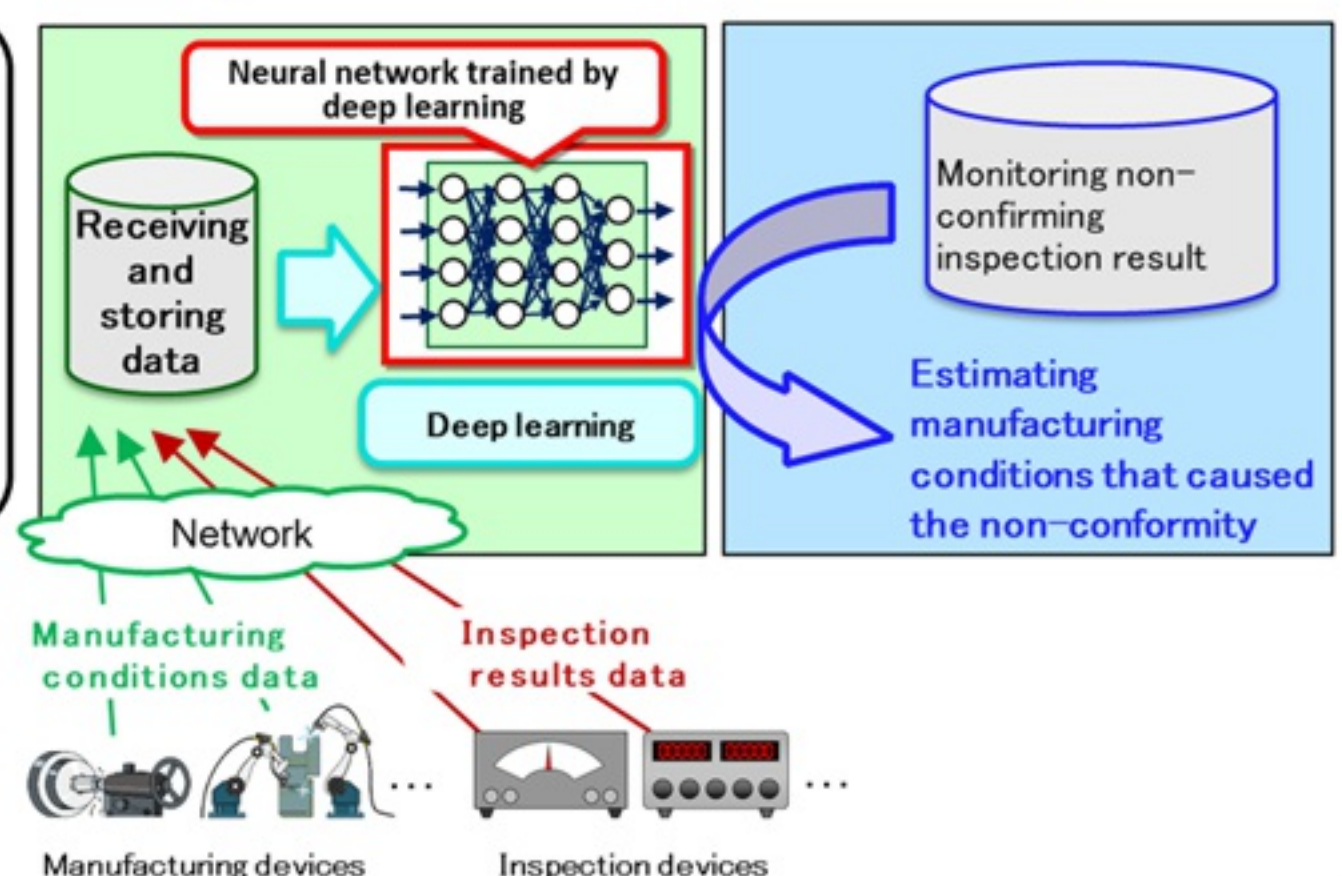 Neural network trained by
deep learning
Receiving
and
storing
data
Deep learning
Monitoring non-
confirming
inspection result
Estimating
manufacturing
conditions that caused
the non-conformity
Network
Manufacturing
conditions data
Inspection
results data
...
...
Manufacturing devices
Inspection devices